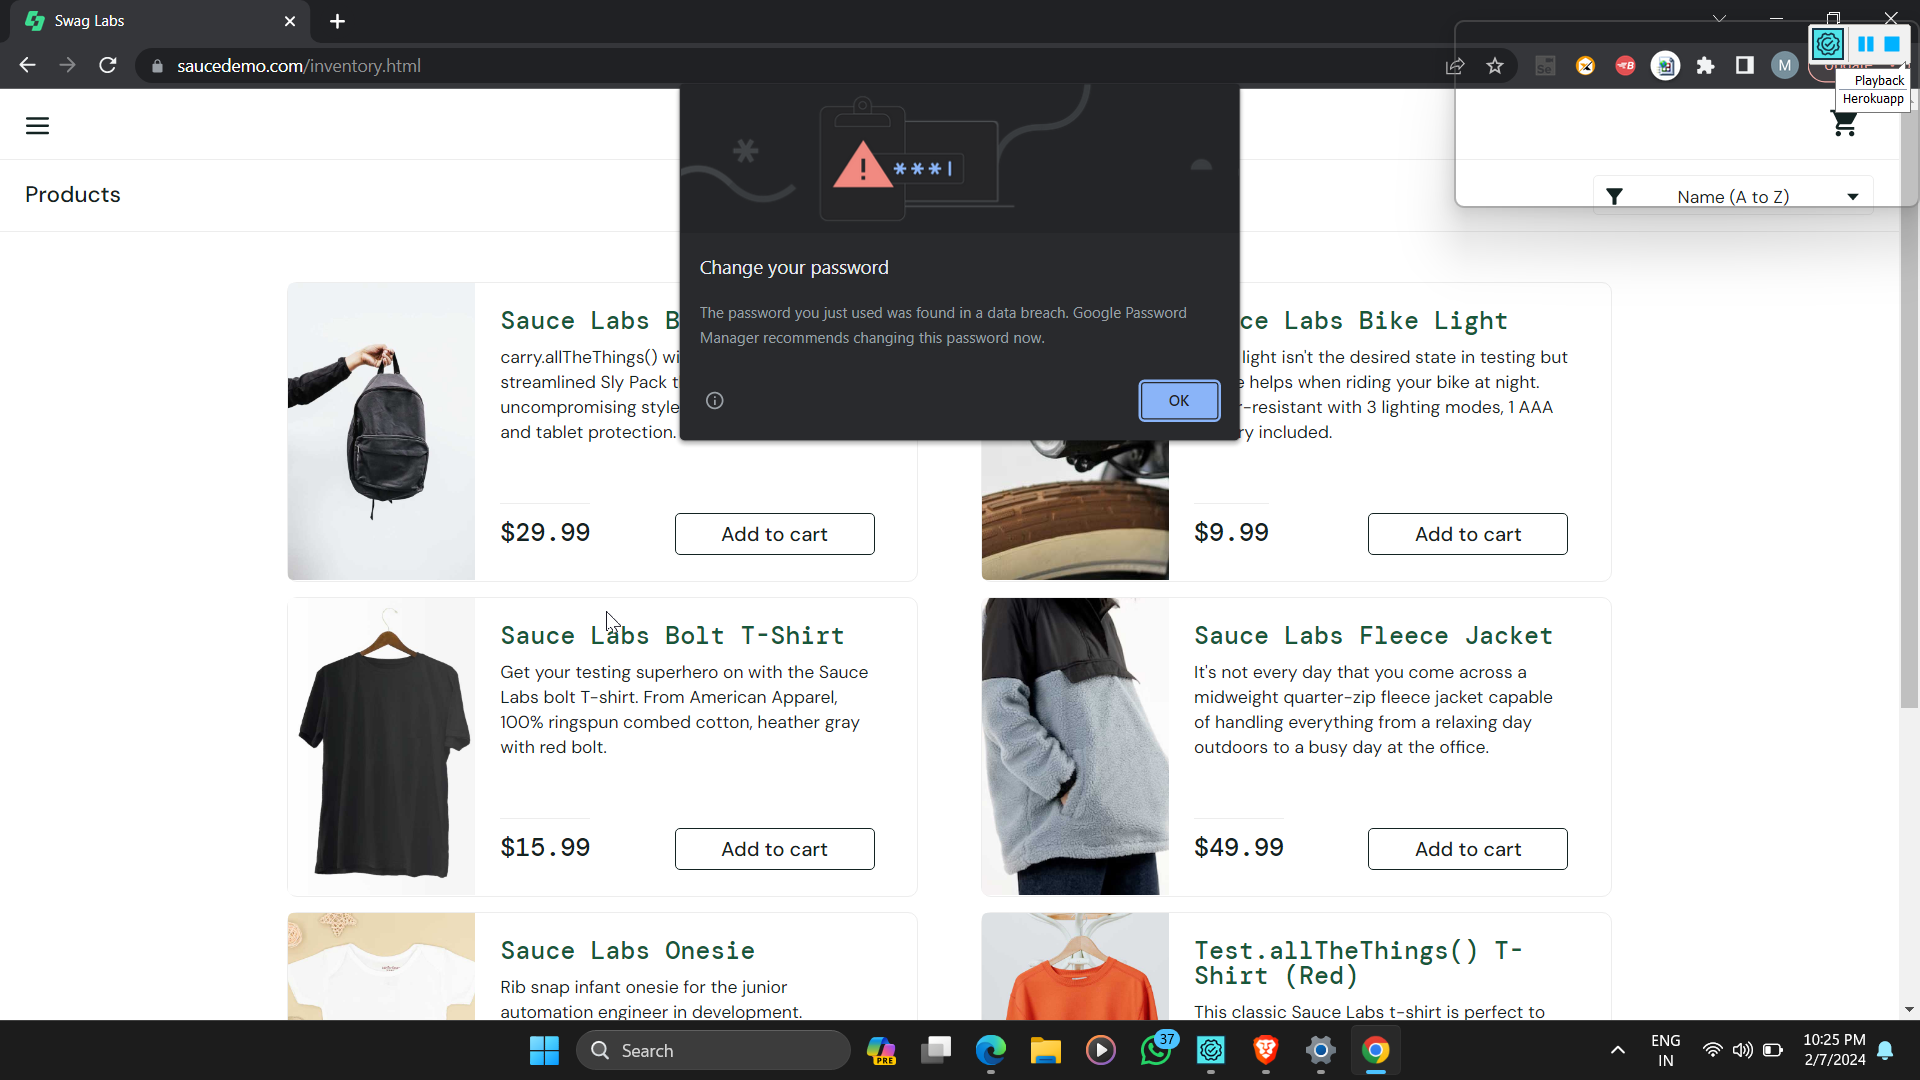 Swag Labs
saucedemo.com/inventory.html
M
Playback
Herokuapp
Products
Name (A to Z)
***|
Change your password
The password you just used was found in a data breach. Google Password
Manager recommends changing this password now.
OK
Sauce Labs B
carry.allTheThings() wi
streamlined Sly Pack t
uncompromising style
and tablet protection.
$29.99
Add to cart
ce Labs Bike Light
light isn't the desired state in testing but
e helps when riding your bike at night.
r-resistant with 3 lighting modes, 1 AAA
ry included.
$9.99
Add to cart
Sauce Labs Bolt T-Shirt
Get your testing superhero on with the Sauce
Labs bolt T-shirt. From American Apparel,
100% ringspun combed cotton, heather gray
with red bolt.
$15.99
Add to cart
Sauce Labs Fleece Jacket
It's not every day that you come across a
midweight quarter-zip fleece jacket capable
of handling everything from a relaxing day
outdoors to a busy day at the office.
$49.99
Add to cart
Sauce Labs Onesie
Rib snap infant onesie for the junior
automation engineer in development.
Test.allTheThings() T-
Shirt (Red)
This classic Sauce Labs t-shirt is perfect to
Search
PRE
37
ENG
IN
10:25 PM
2/7/2024